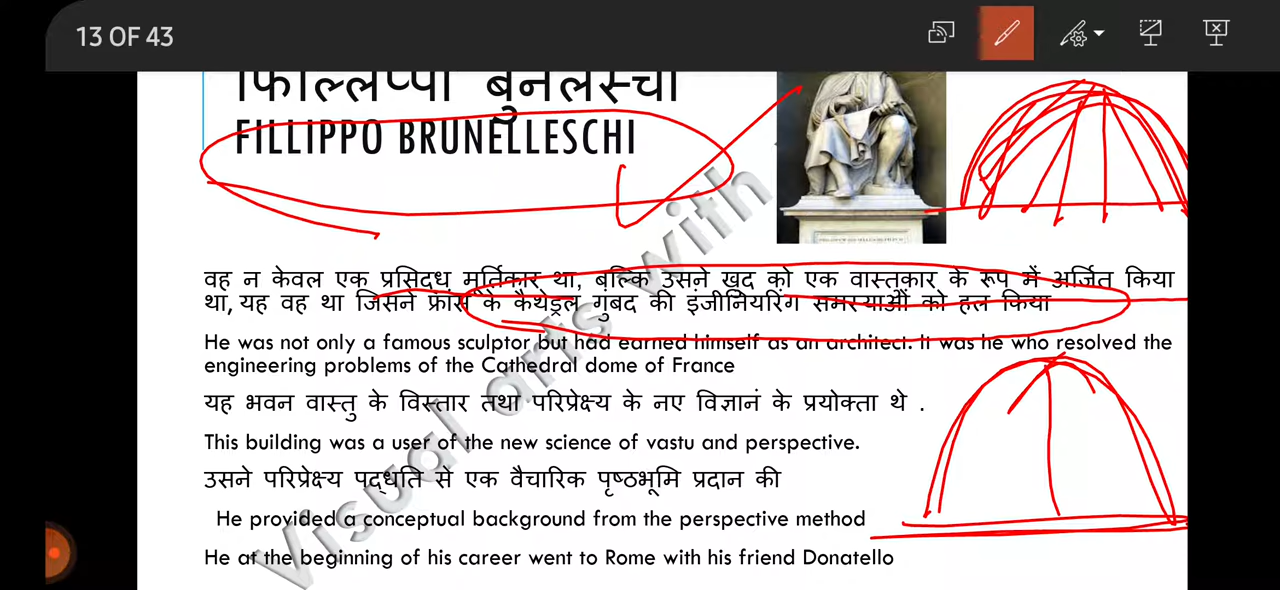 13 OF 43
फिलिप्पो ब्रुनेलेस्ची
FILLIPPO BRUNELLESCHI
वह न केवल एक प्रसिद्ध मूर्तिकार था, बल्कि उसने खुद को एक वास्तुकार के रूप में अर्जित किया
था, यह वह था जिसने फ्रांस के कैथेड्रल गुंबद की इंजीनियरिंग समस्याओं को हल किया
He was not only a famous sculptor but had earned himself as an architect. It was he who resolved the
engineering problems of the Cathedral dome of France
यह भवन वास्तु के विस्तार तथा परिप्रेक्ष्य के नए विज्ञानं के प्रयोक्ता थे .
This building was a user of the new science of vastu and perspective.
उसने परिप्रेक्ष्य पद्धति से एक वैचारिक पृष्ठभूमि प्रदान की
He provided a conceptual background from the perspective method
He at the beginning of his career went to Rome with his friend Donatello
Visual arts with